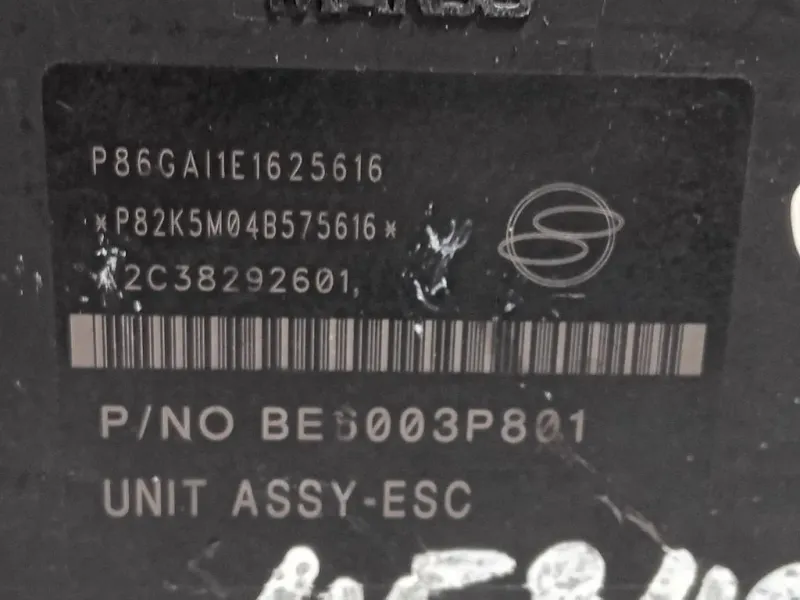 P86GAI1E1625616
*P82K5M04B575616*
2C38292601,
P/NO BE6003P801
UNIT ASSY-ESC